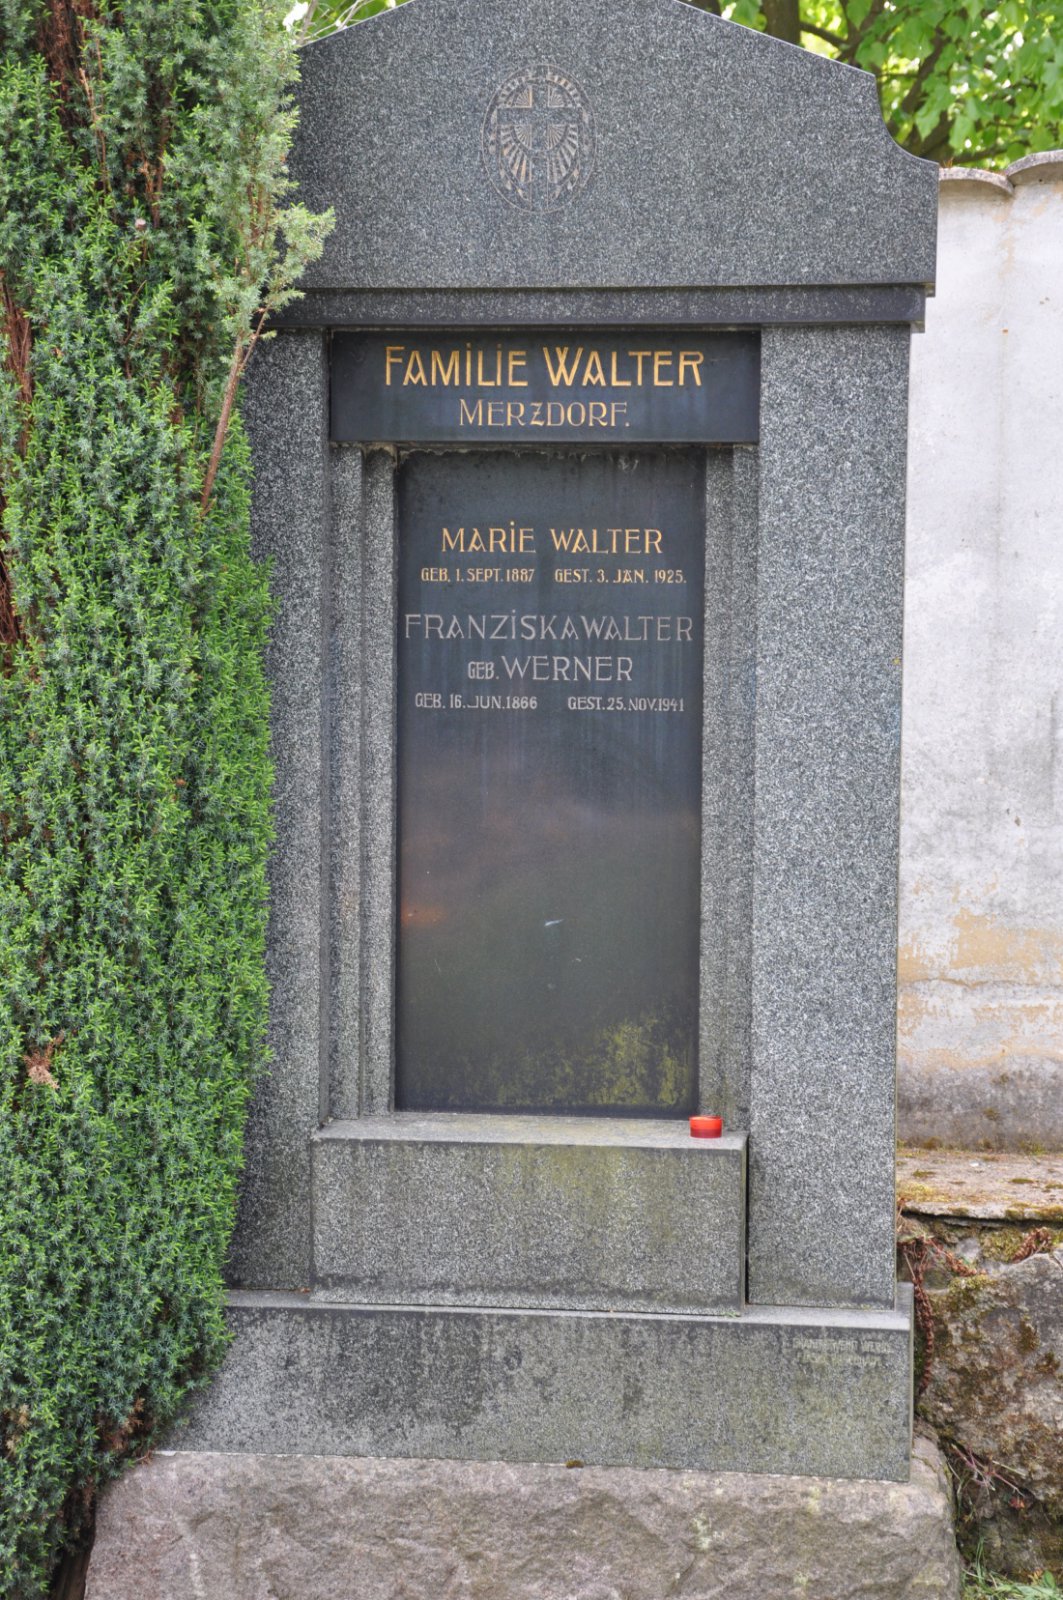 FAMILIE WALTER
MERZDORF.
MARIE WALTER
GEB. 1. SEPT. 1887 GEST. 3. JAN. 1925.
FRANZISKA WALTER
GEB. WERNER
GEB. 16. JUN. 1866 GEST. 25. NOV. 1941